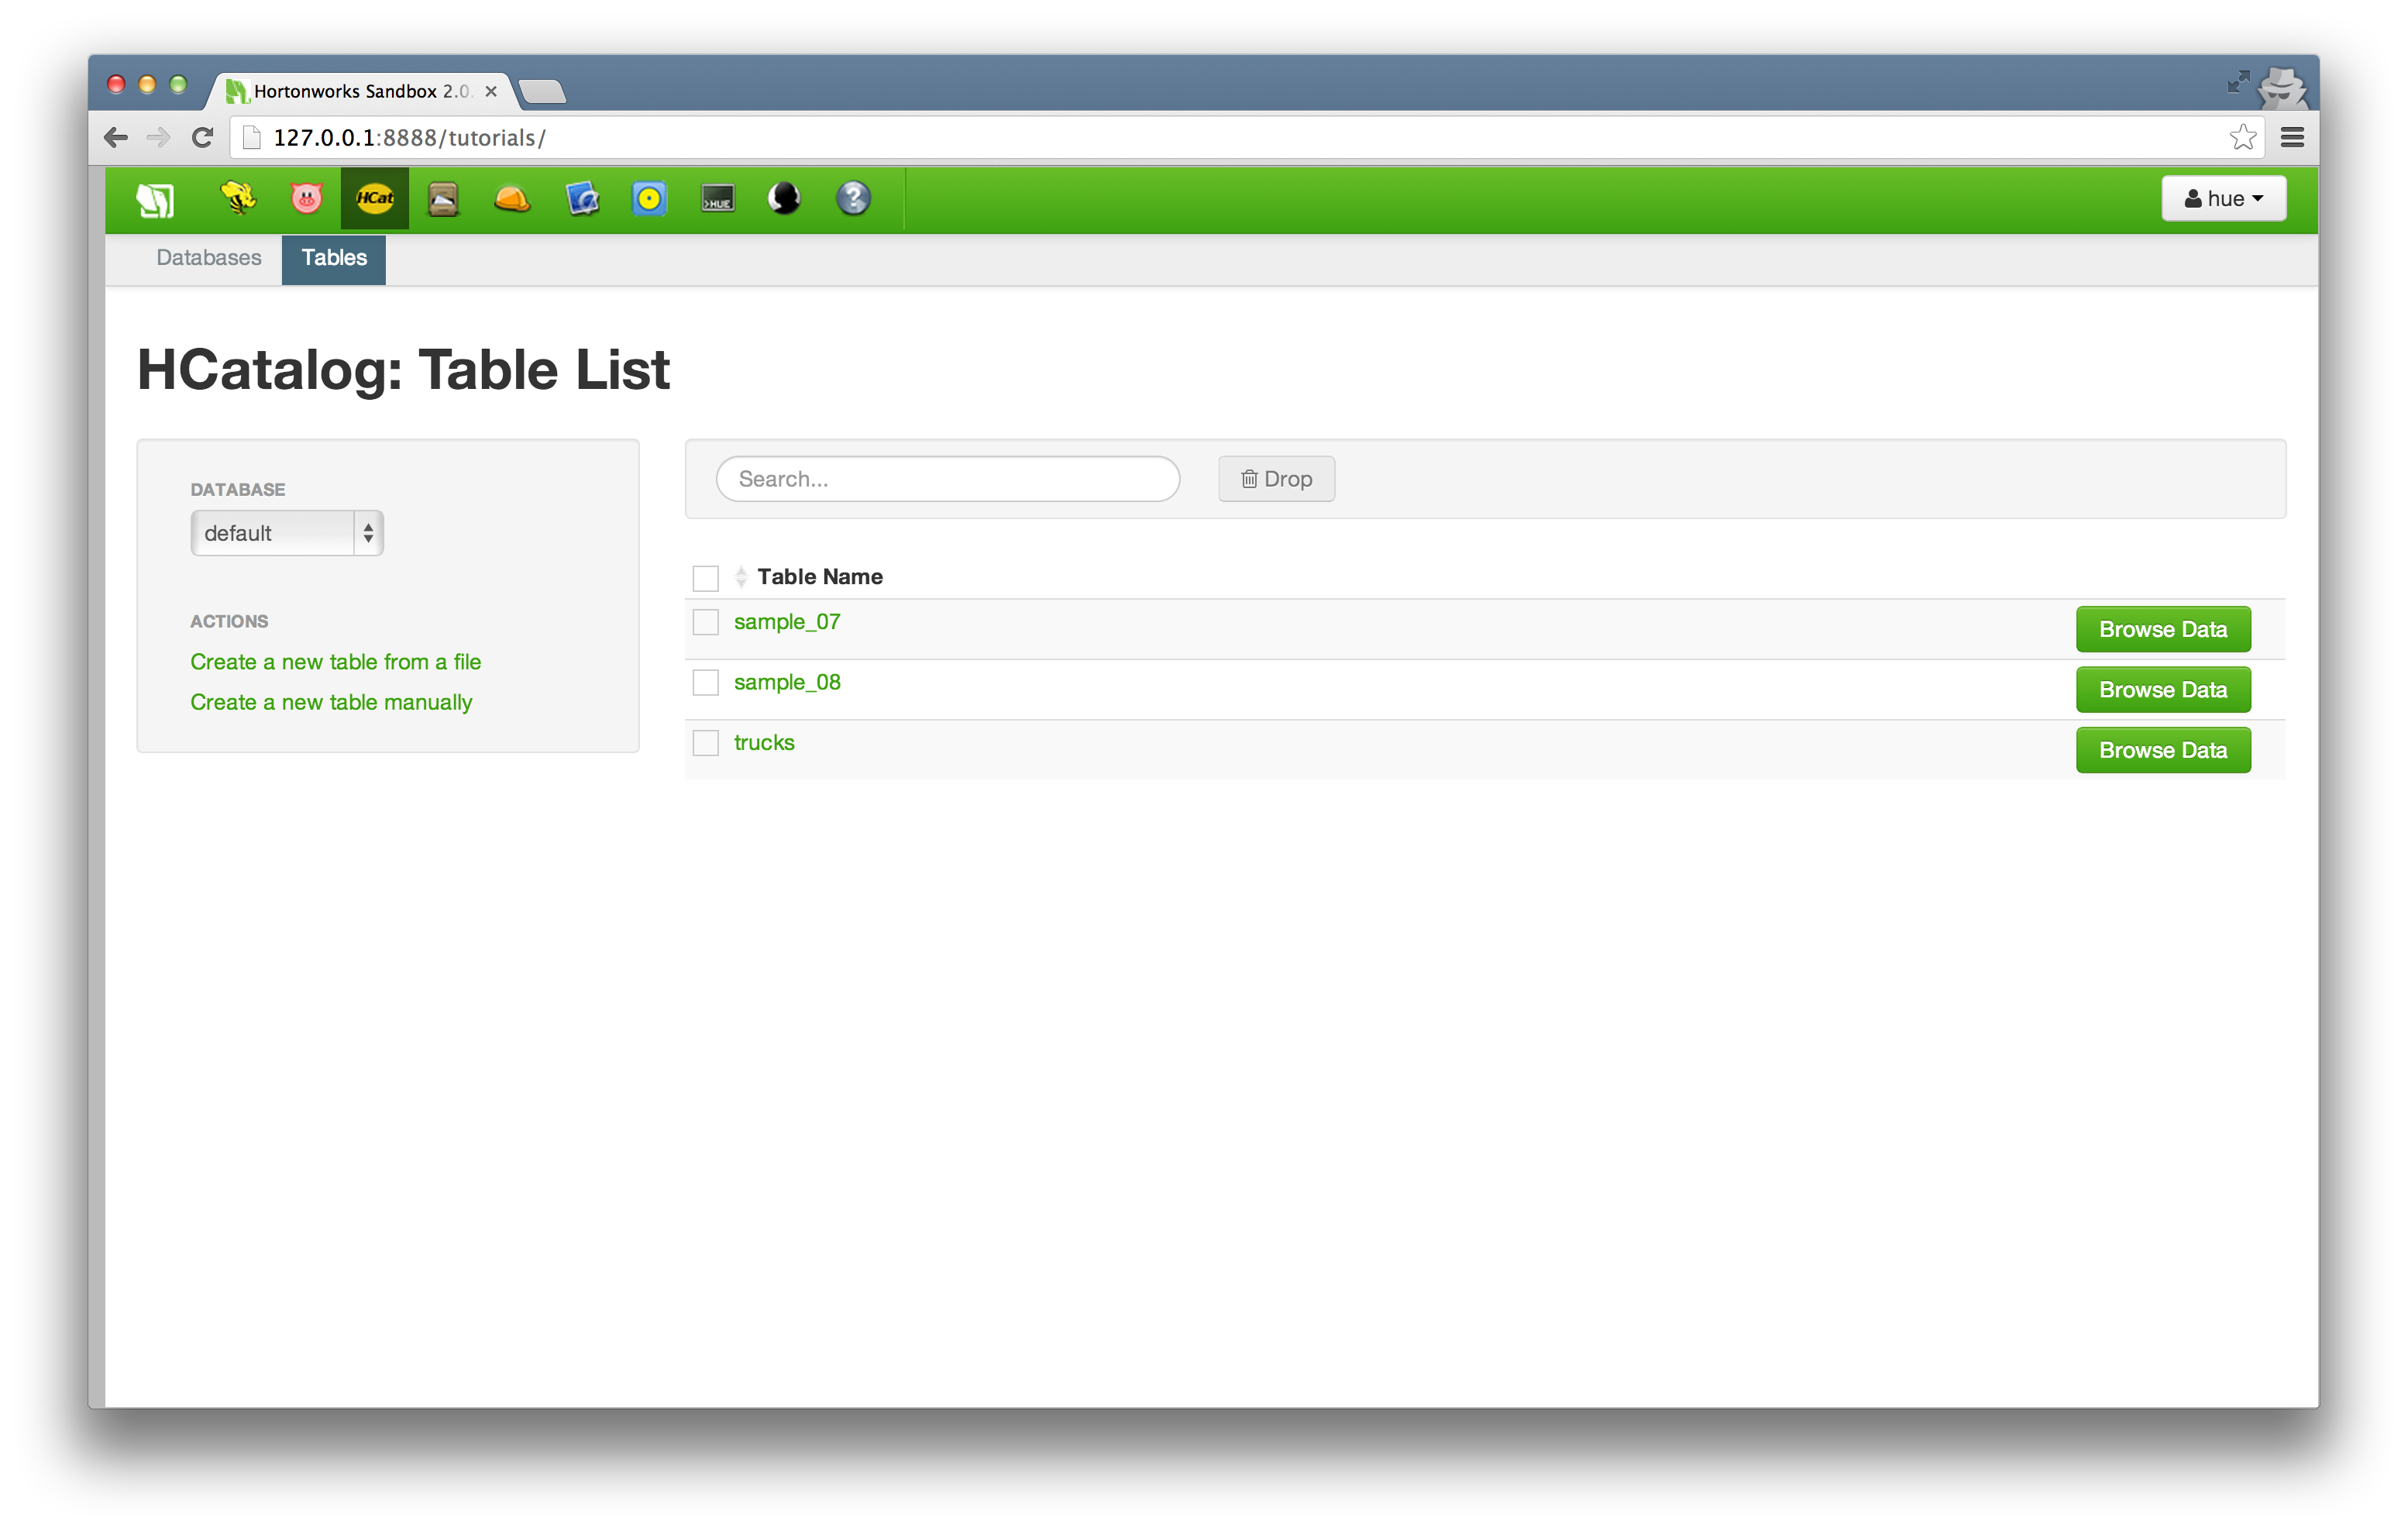 Hortonworks Sandbox 2.0.
127.0.0.1:8888/tutorials/
HCat
>HUE
?
hue
Databases
Tables
HCatalog: Table List
DATABASE
default
ACTIONS
Create a new table from a file
Create a new table manually
Search...
Drop
Table Name
sample_07
Browse Data
sample_08
Browse Data
trucks
Browse Data